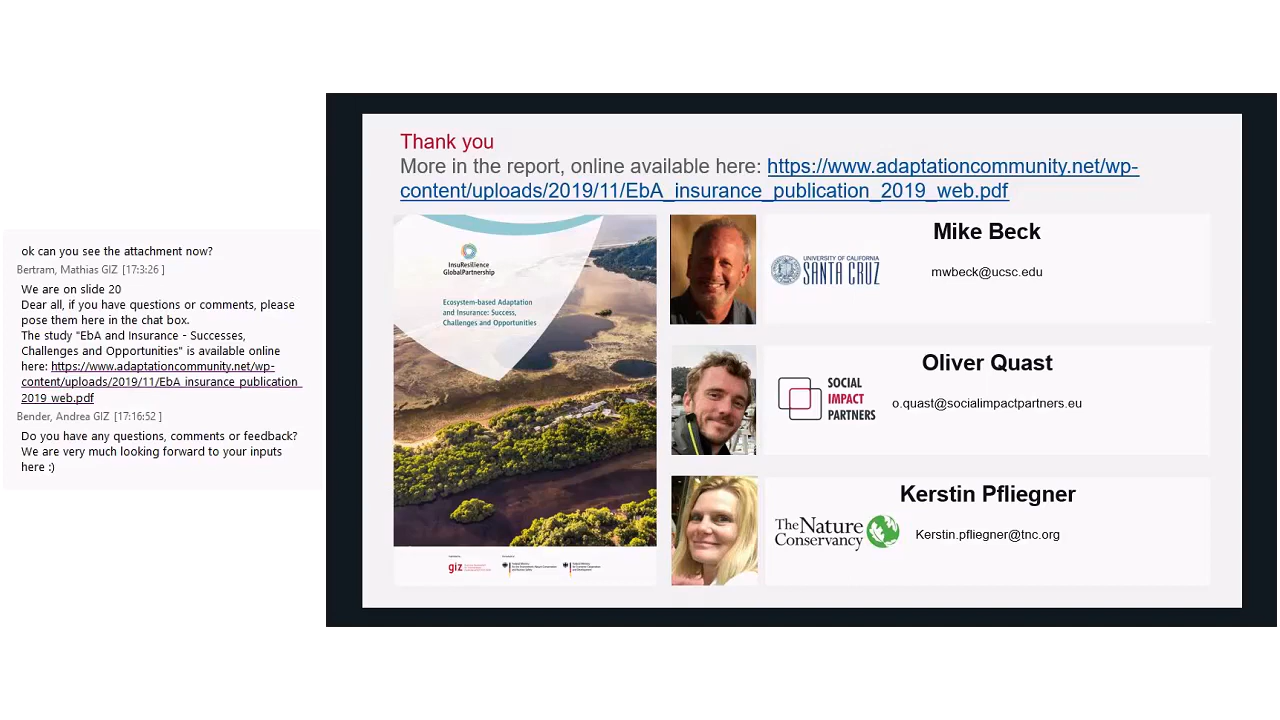 ok can you see the attachment now?
Bertram, Mathias GIZ [17:3:26 ]
We are on slide 20
Dear all, if you have questions or comments, please
pose them here in the chat box.
The study "EbA and Insurance - Successes,
Challenges and Opportunities" is available online
here: https://www.adaptationcommunity.net/wp-
content/uploads/2019/11/EbA_insurance_publication_
2019_web.pdf
Bender, Andrea GIZ [17:16:52 ]
Do you have any questions, comments or feedback?
We are very much looking forward to your inputs
here :)
Thank you
More in the report, online available here: https://www.adaptationcommunity.net/wp-
content/uploads/2019/11/EbA_insurance_publication_2019_web.pdf
InsuResilience
GlobalPartnership
Ecosystem-based Adaptation
and Insurance: Success,
Challenges and Opportunities
giz
Mike Beck
UNIVERSITY OF CALIFORNIA
SANTA CRUZ
mwbeck@ucsc.edu
Oliver Quast
SOCIAL
IMPACT
PARTNERS
o.quast@socialimpactpartners.eu
Kerstin Pfliegner
The Nature
Conservancy
Kerstin.pfliegner@tnc.org